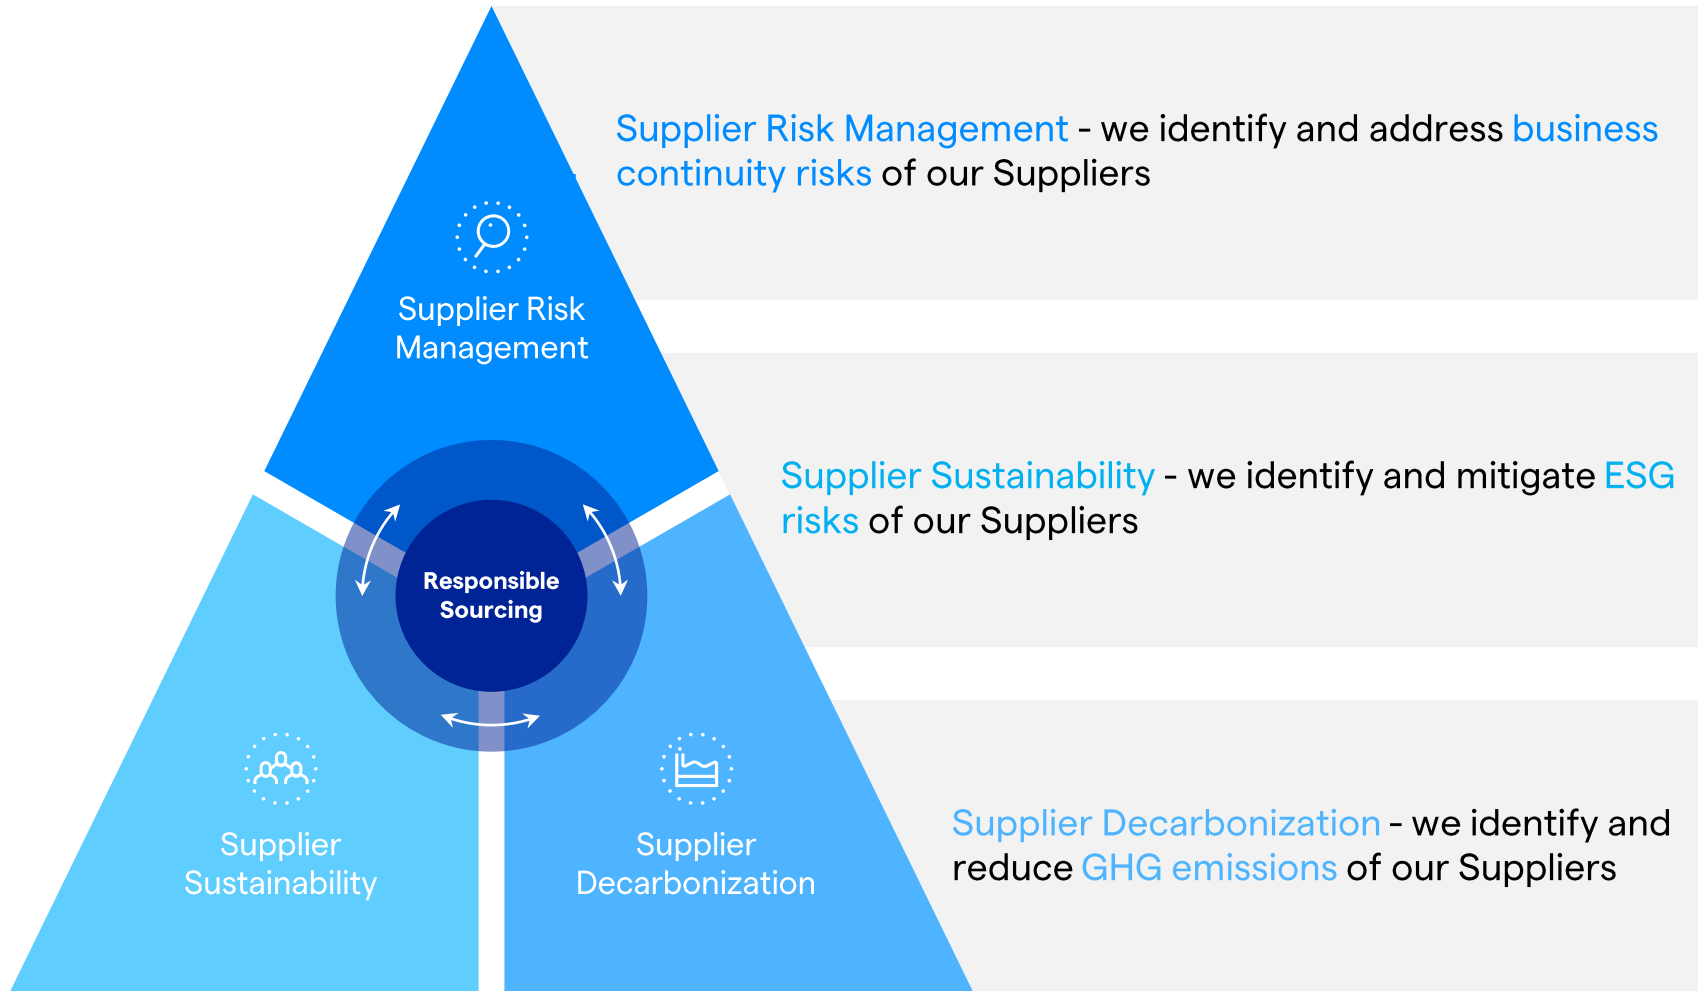 Supplier Risk Management - we identify and address business
continuity risks of our Suppliers
Supplier Risk
Management
Supplier Sustainability - we identify and mitigate ESG
risks of our Suppliers
Responsible
Sourcing
Supplier
Sustainability
Supplier
Decarbonization
Supplier Decarbonization - we identify and
reduce GHG emissions of our Suppliers